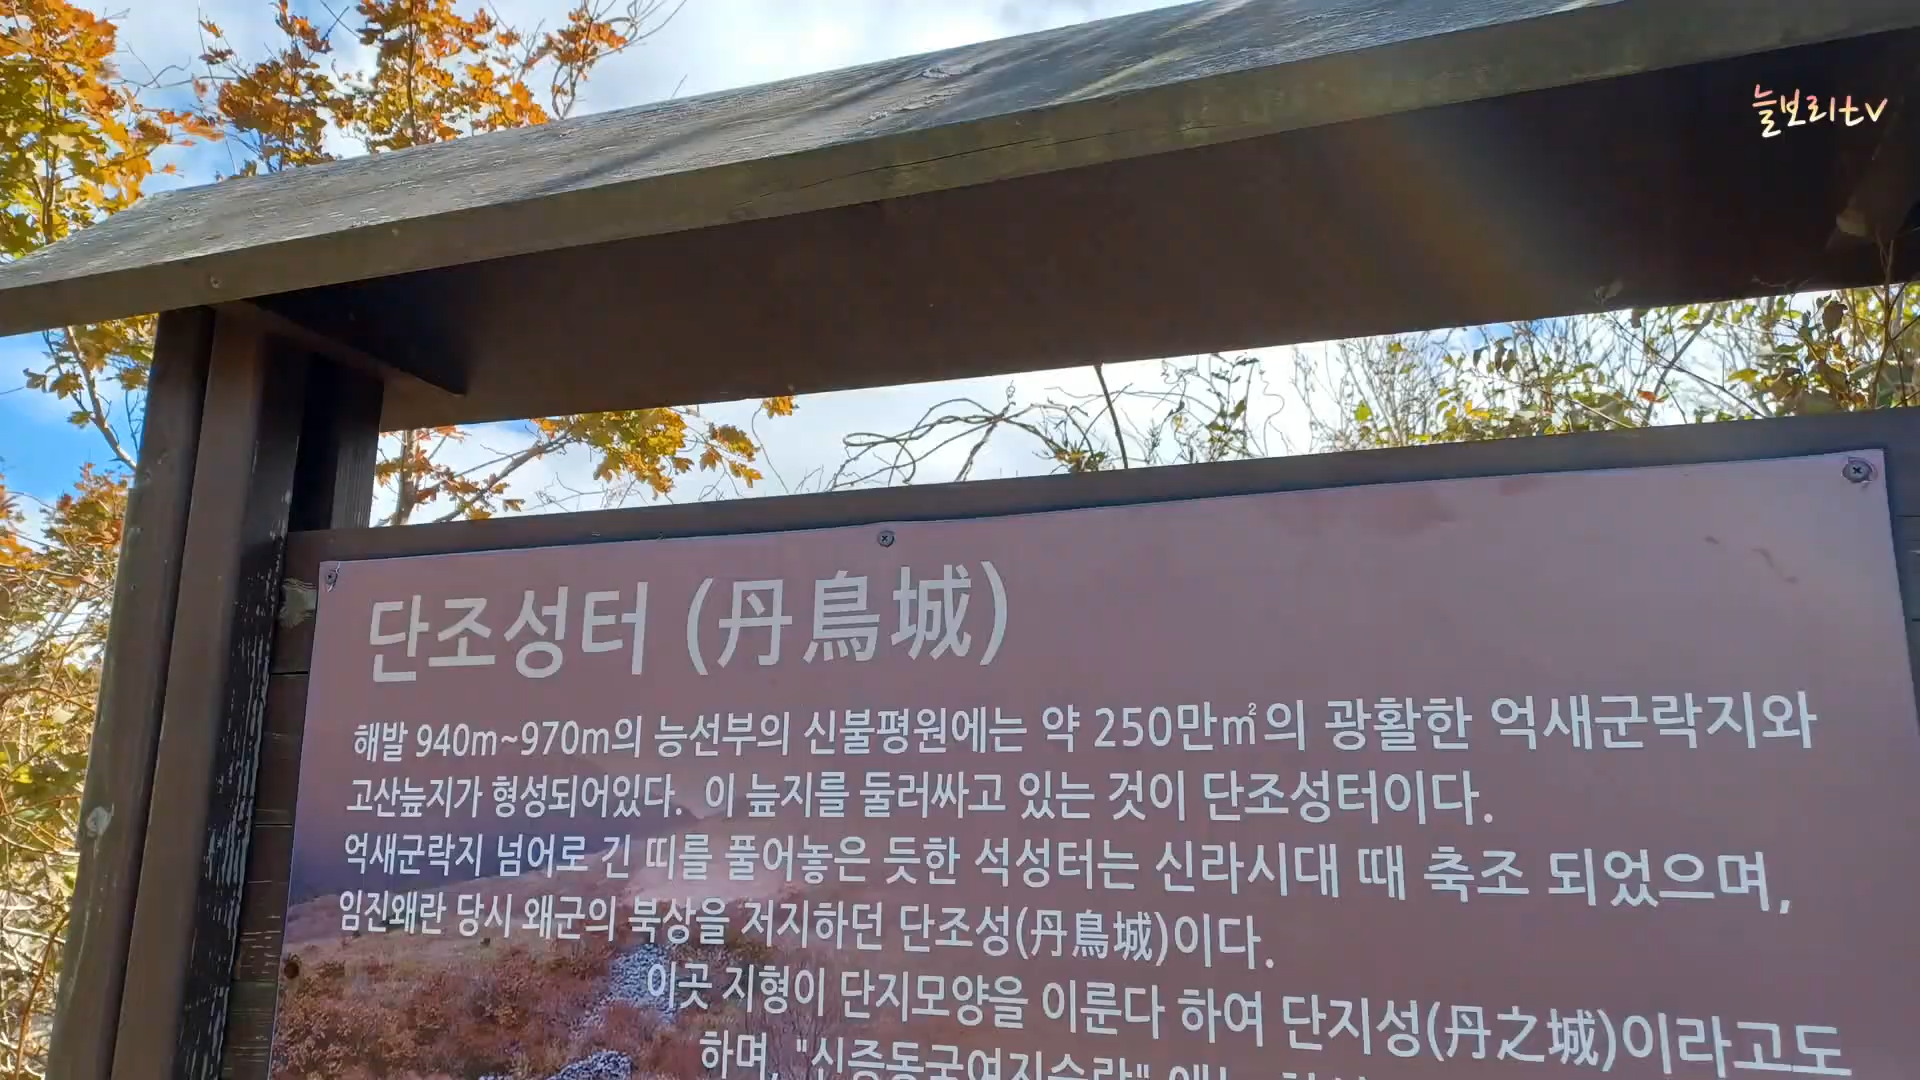 늘보리tv
단조성터 (丹鳥城)
해발 940m~970m의 능선부의 신불평원에는 약 250만㎡의 광활한 억새군락지와
고산늪지가 형성되어있다. 이 늪지를 둘러싸고 있는 것이 단조성터이다.
억새군락지 넘어로 긴 띠를 풀어놓은 듯한 석성터는 신라시대 때 축조 되었으며,
임진왜란 당시 왜군의 북상을 저지하던 단조성(丹鳥城)이다.
이곳 지형이 단지모양을 이룬다 하여 단지성(丹之城)이라고도
하며, "신증동국여지승람"